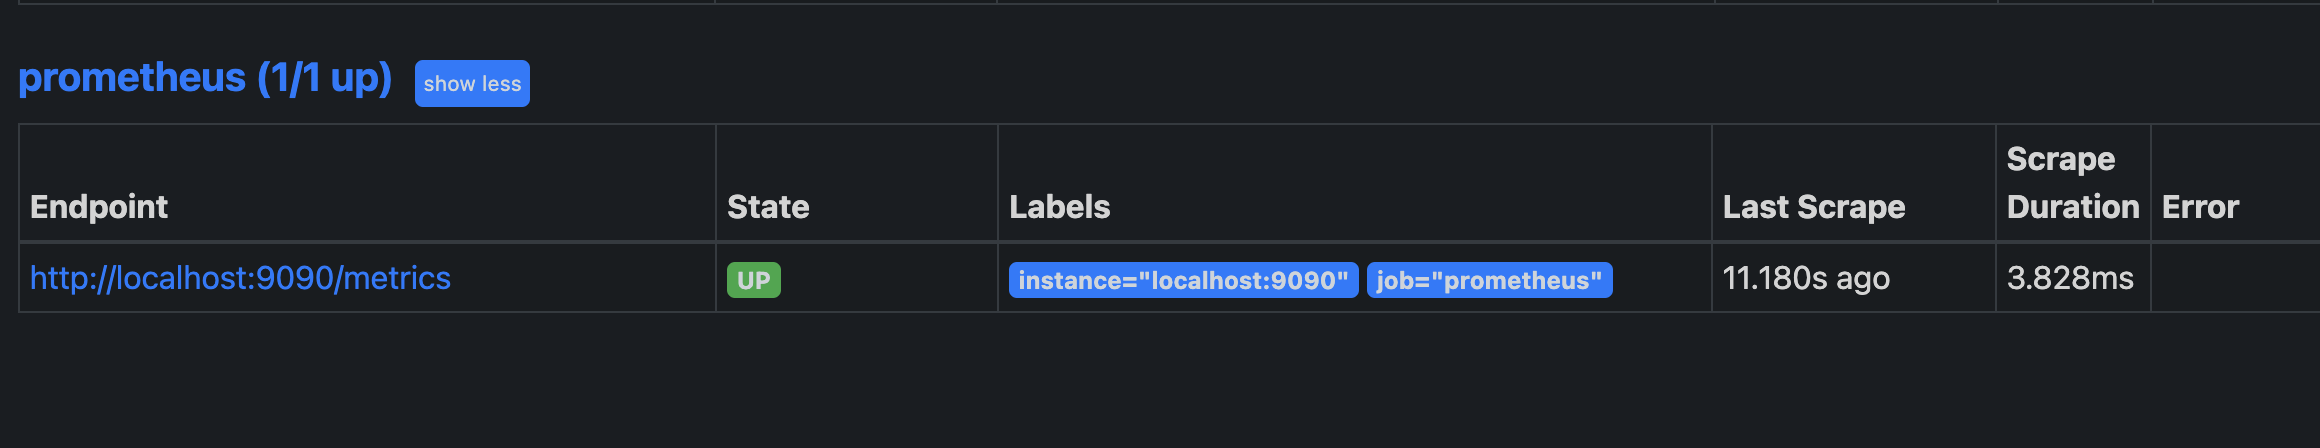 prometheus (1/1 up) show less
Endpoint State Labels Last Scrape Scrape Duration Error
http://localhost:9090/metrics UP instance="localhost:9090" job="prometheus" 11.180s ago 3.828ms